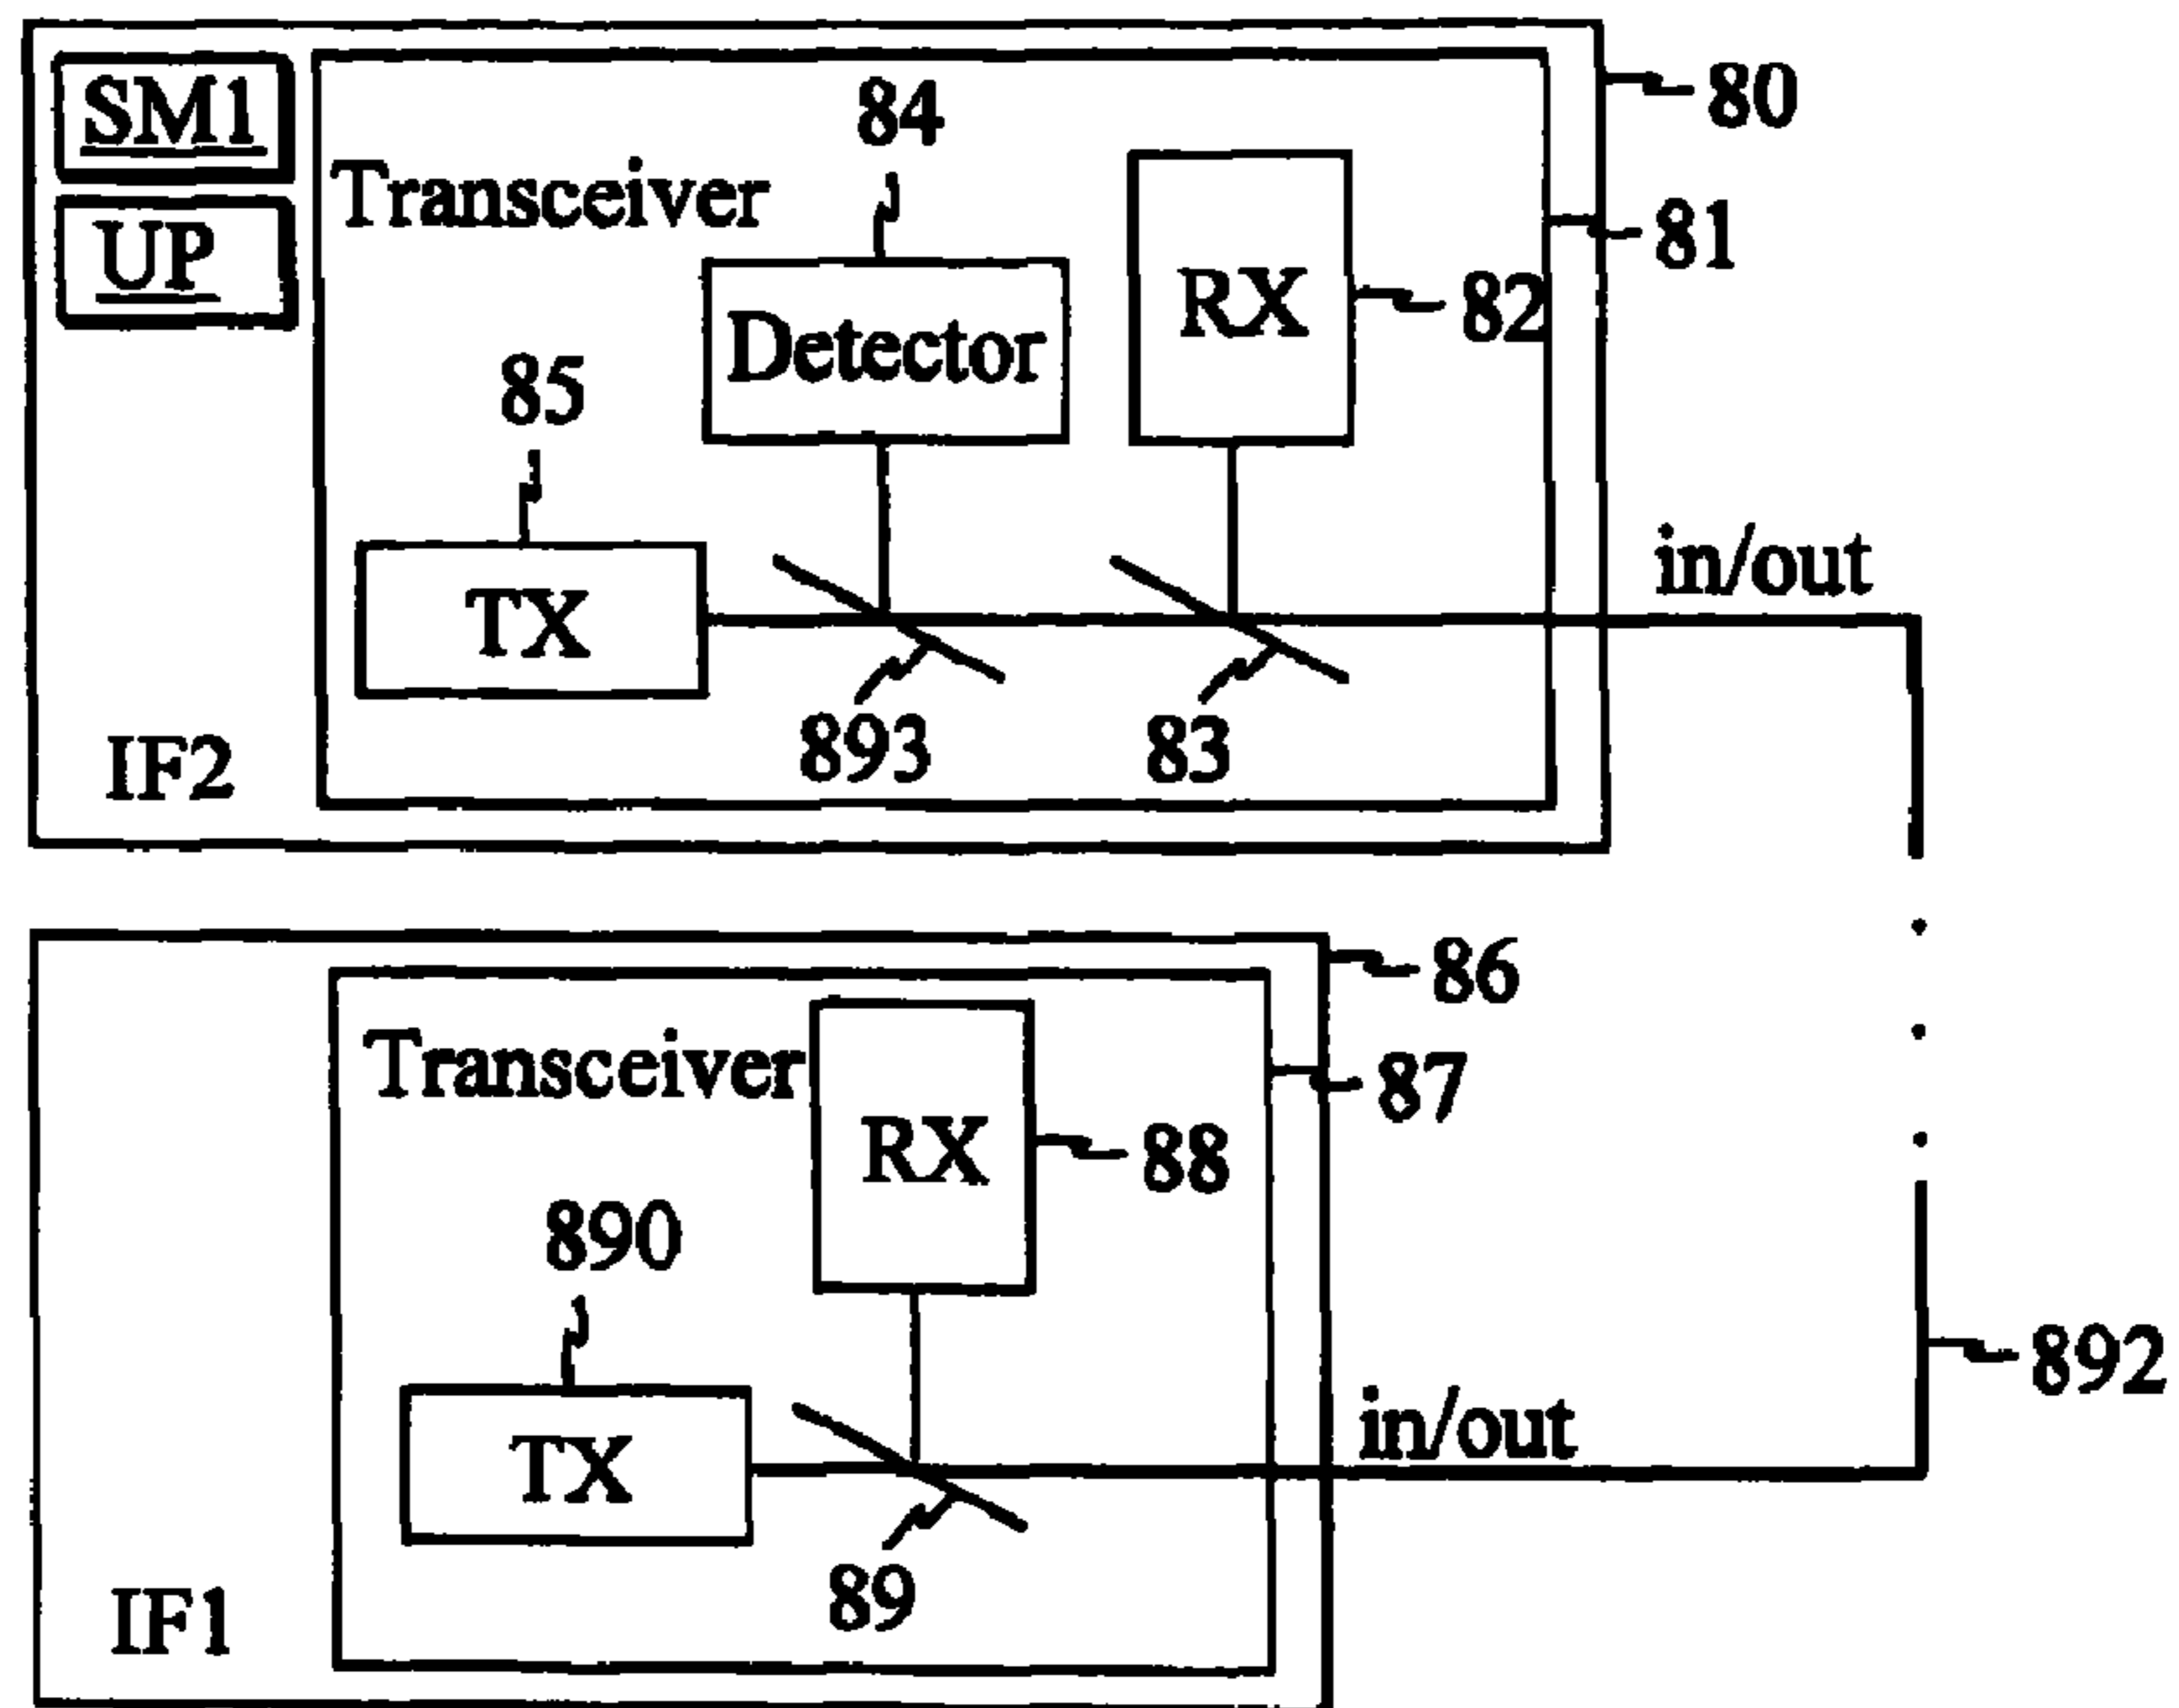 SM1
UP
84
Transceiver
80
81
RX
82
Detector
85
in/out
TX
893
83
IF2
86
Transceiver
87
RX
88
890
892
in/out
TX
89
IF1